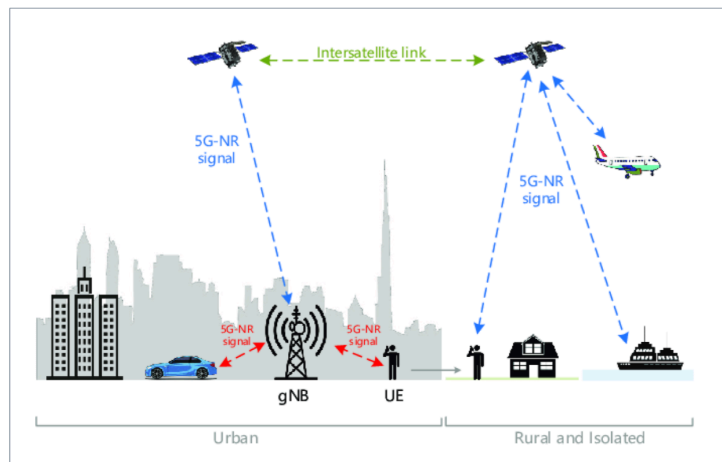 Intersatellite link
5G-NR
signal
5G-NR
signal
5G-NR
signal
5G-NR
signal
gNB
UE
Urban
Rural and Isolated